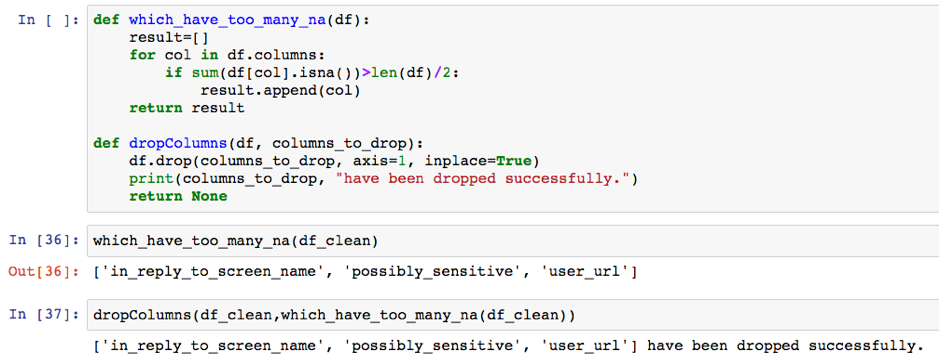 In [ ]: def which_have_too_many_na(df):
result=[]
for col in df.columns:
if sum(df[col].isna())>len(df)/2:
result.append(col)
return result
def dropColumns(df, columns_to_drop):
df.drop(columns_to_drop, axis=1, inplace=True)
print(columns_to_drop, "have been dropped successfully.")
return None
In [36]: which_have_too_many_na(df_clean)
Out[36]: ['in_reply_to_screen_name', 'possibly_sensitive', 'user_url']
In [37]: dropColumns(df_clean,which_have_too_many_na(df_clean))
['in_reply_to_screen_name', 'possibly_sensitive', 'user_url'] have been dropped successfully.